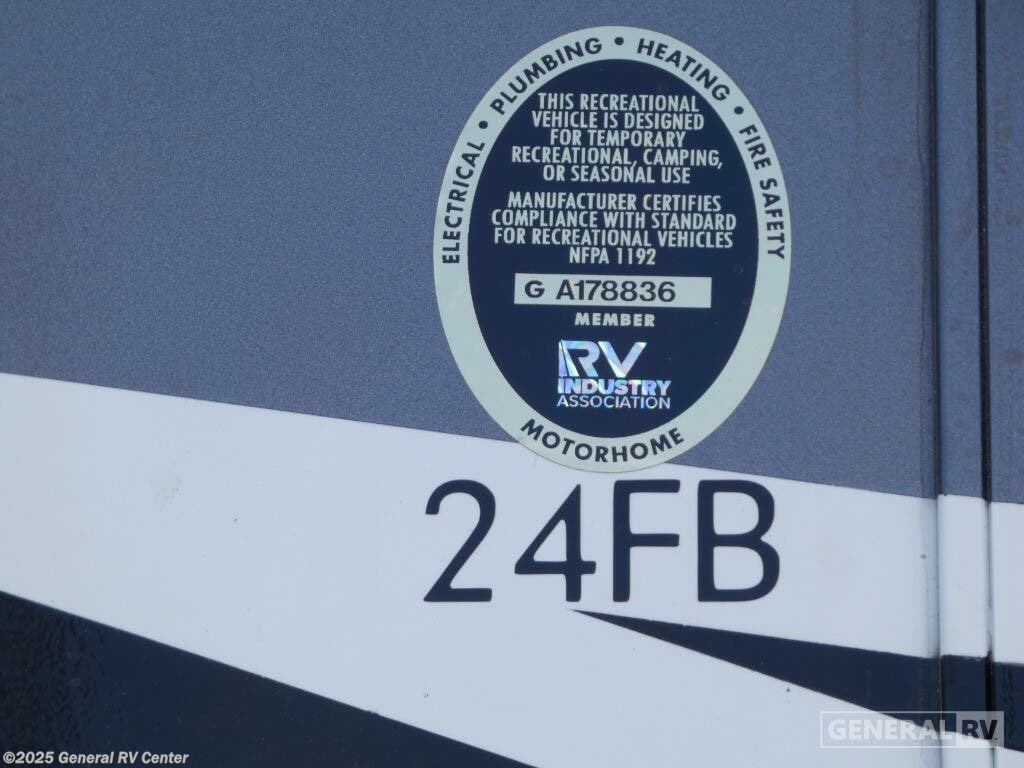 ELECTRICAL • PLUMBING • HEATING • FIRE SAFETY
THIS RECREATIONAL
VEHICLE IS DESIGNED
FOR TEMPORARY
RECREATIONAL, CAMPING,
OR SEASONAL USE
MANUFACTURER CERTIFIES
COMPLIANCE WITH STANDARD
FOR RECREATIONAL VEHICLES
NFPA 1192
G A178836
MEMBER
RV
INDUSTRY
ASSOCIATION
MOTORHOME
24FB
GENERAL RV
©2025 General RV Center